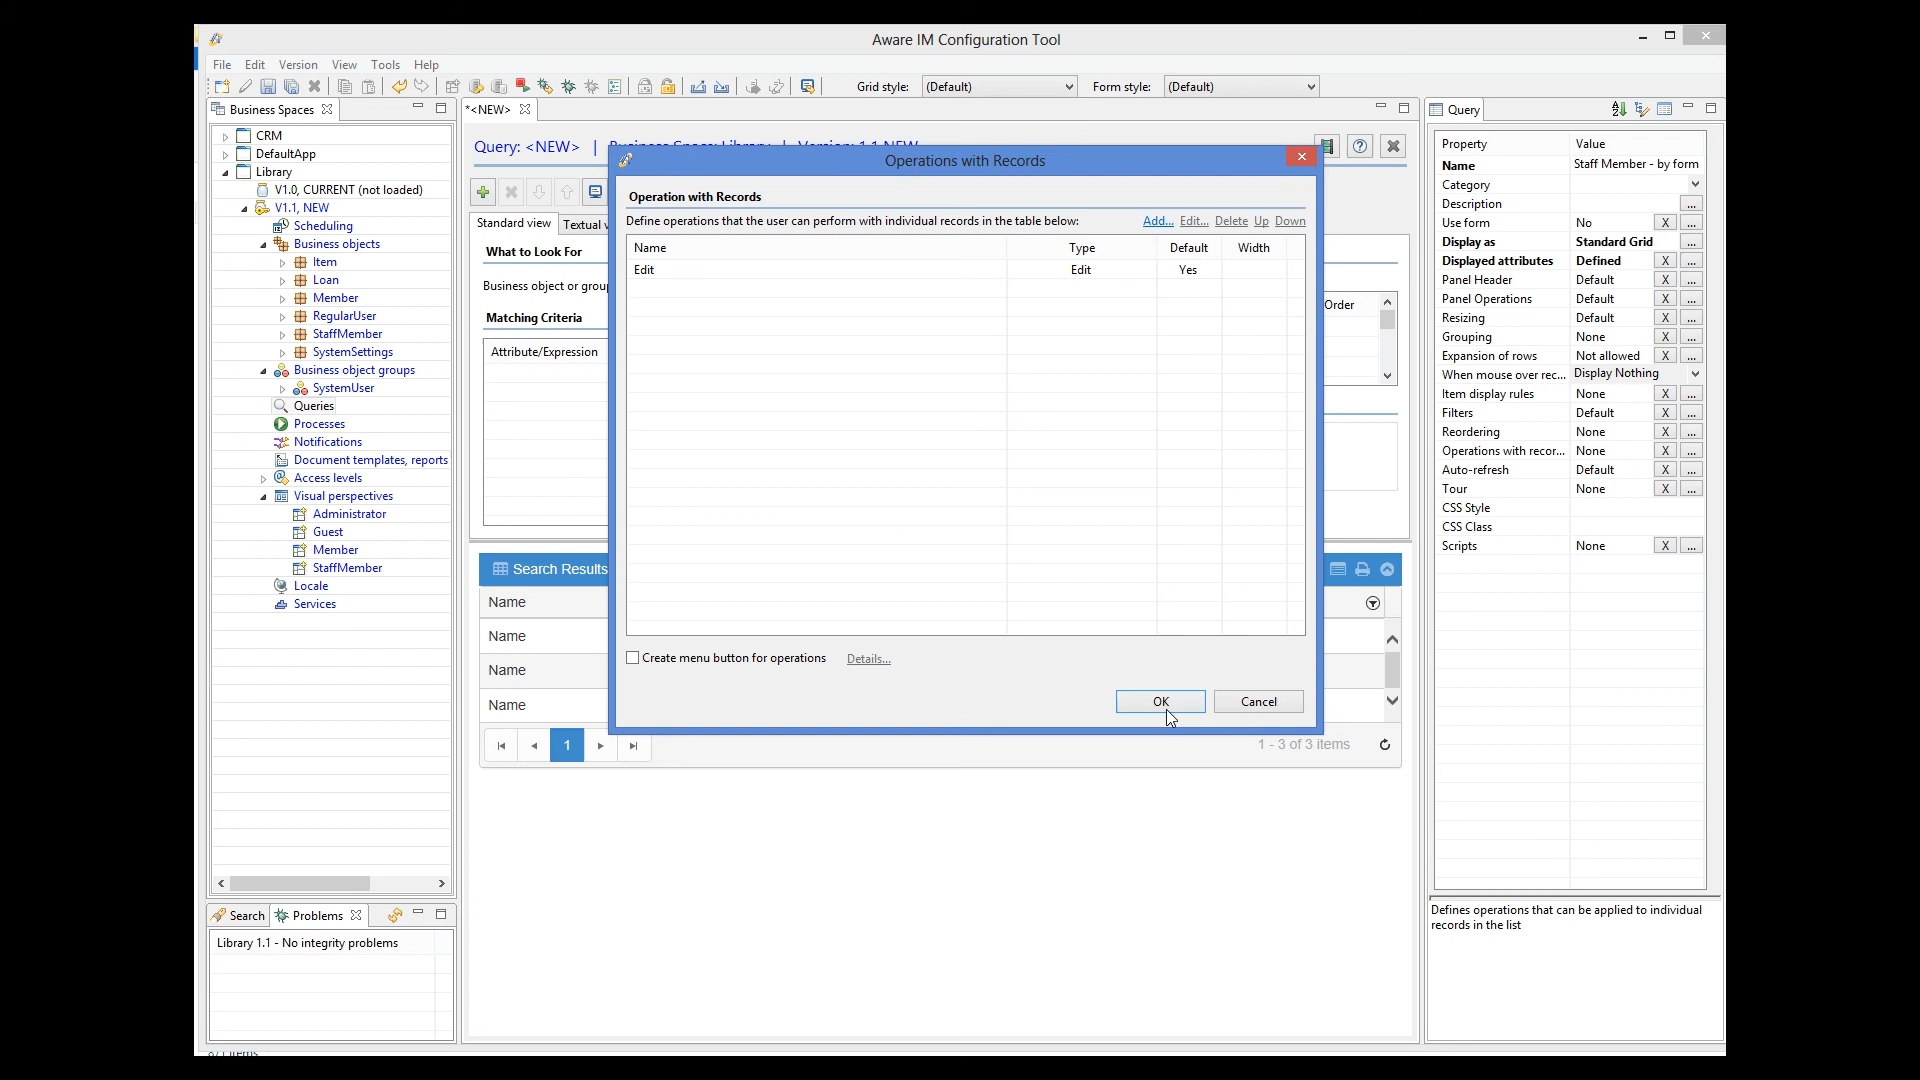 Aware IM Configuration Tool
File Edit Version View Tools Help
Grid style: (Default) Form style: (Default)
Business Spaces
CRM
DefaultApp
Library
V1.0, CURRENT (not loaded)
V1.1, NEW
Scheduling
Business objects
Item
Loan
Member
RegularUser
StaffMember
SystemSettings
Business object groups
SystemUser
Queries
Processes
Notifications
Document templates, reports
Access levels
Visual perspectives
Administrator
Guest
Member
StaffMember
Locale
Services
Search Problems
Library 1.1 - No integrity problems
*<NEW>
Query: <NEW> | Business Space: Library | Version: 1.1 NEW
Standard view Textual v
What to Look For
Business object or group
Matching Criteria
Attribute/Expression
Order
Search Results
Name
Name
Name
Name
1
1 - 3 of 3 items
Operations with Records
Operation with Records
Define operations that the user can perform with individual records in the table below: Add... Edit... Delete Up Down
Name Type Default Width
Edit Edit Yes
Create menu button for operations Details...
OK Cancel
Query
Property Value
Name Staff Member - by form
Category
Description ...
Use form No X ...
Display as Standard Grid ...
Displayed attributes Defined X ...
Panel Header Default X ...
Panel Operations Default X ...
Resizing Default X ...
Grouping None X ...
Expansion of rows Not allowed X ...
When mouse over rec... Display Nothing
Item display rules None X ...
Filters Default X ...
Reordering None X ...
Operations with recor... None X ...
Auto-refresh Default X ...
Tour None X ...
CSS Style
CSS Class
Scripts None X ...
Defines operations that can be applied to individual
records in the list